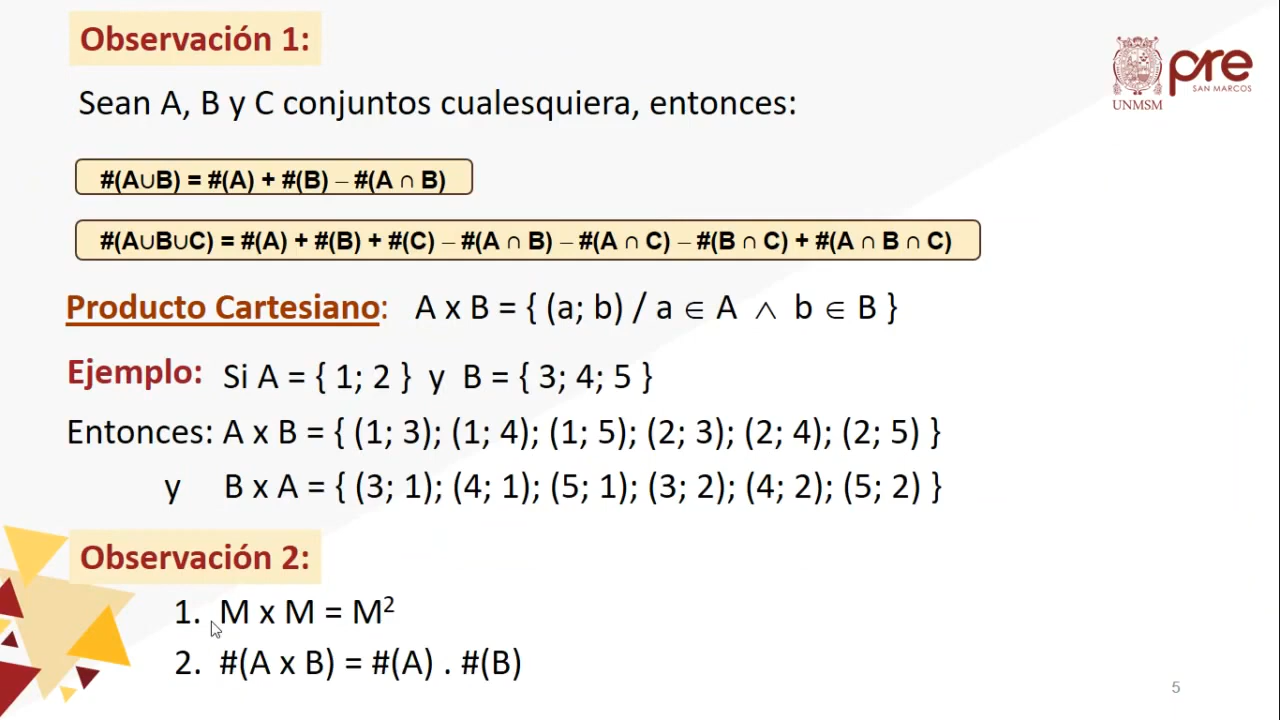 Observación 1:
pre
SAN MARCOS
UNMSM
Sean A, B y C conjuntos cualesquiera, entonces:
#(A∪B) = #(A) + #(B) – #(A ∩ B)
#(A∪B∪C) = #(A) + #(B) + #(C) – #(A ∩ B) – #(A ∩ C) – #(B ∩ C) + #(A ∩ B ∩ C)
Producto Cartesiano: A x B = { (a; b) / a ∈ A ∧ b ∈ B }
Ejemplo: Si A = { 1; 2 } y B = { 3; 4; 5 }
Entonces: A x B = { (1; 3); (1; 4); (1; 5); (2; 3); (2; 4); (2; 5) }
y B x A = { (3; 1); (4; 1); (5; 1); (3; 2); (4; 2); (5; 2) }
Observación 2:
1. M x M = M²
2. #(A x B) = #(A) . #(B)
5